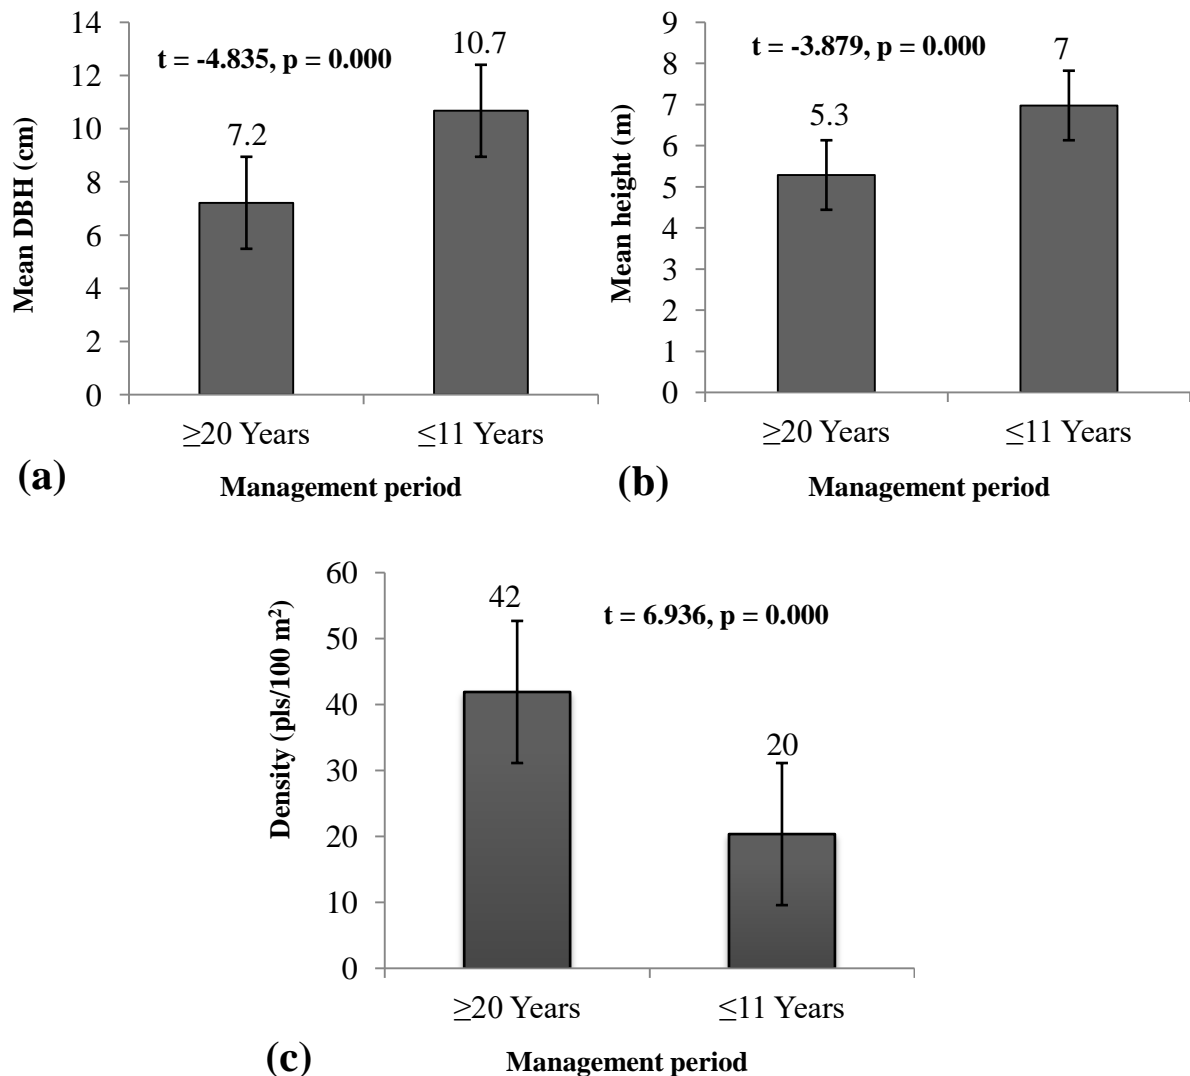 14
12
10
8
6
4
2
0
Mean DBH (cm)
t = -4.835, p = 0.000
7.2
10.7
≥20 Years
≤11 Years
(a)
Management period
9
8
7
6
5
4
3
2
1
0
Mean height (m)
t = -3.879, p = 0.000
5.3
7
≥20 Years
≤11 Years
(b)
Management period
60
50
40
30
20
10
0
Density (pls/100 m²)
42
t = 6.936, p = 0.000
20
≥20 Years
≤11 Years
(c)
Management period